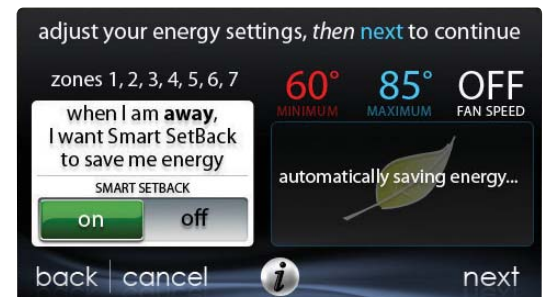 adjust your energy settings, then next to continue
zones 1, 2, 3, 4, 5, 6, 7
60° 85° OFF
MINIMUM MAXIMUM FAN SPEED
when I am away,
I want Smart SetBack
to save me energy
SMART SETBACK
on off
automatically saving energy...
back | cancel i next